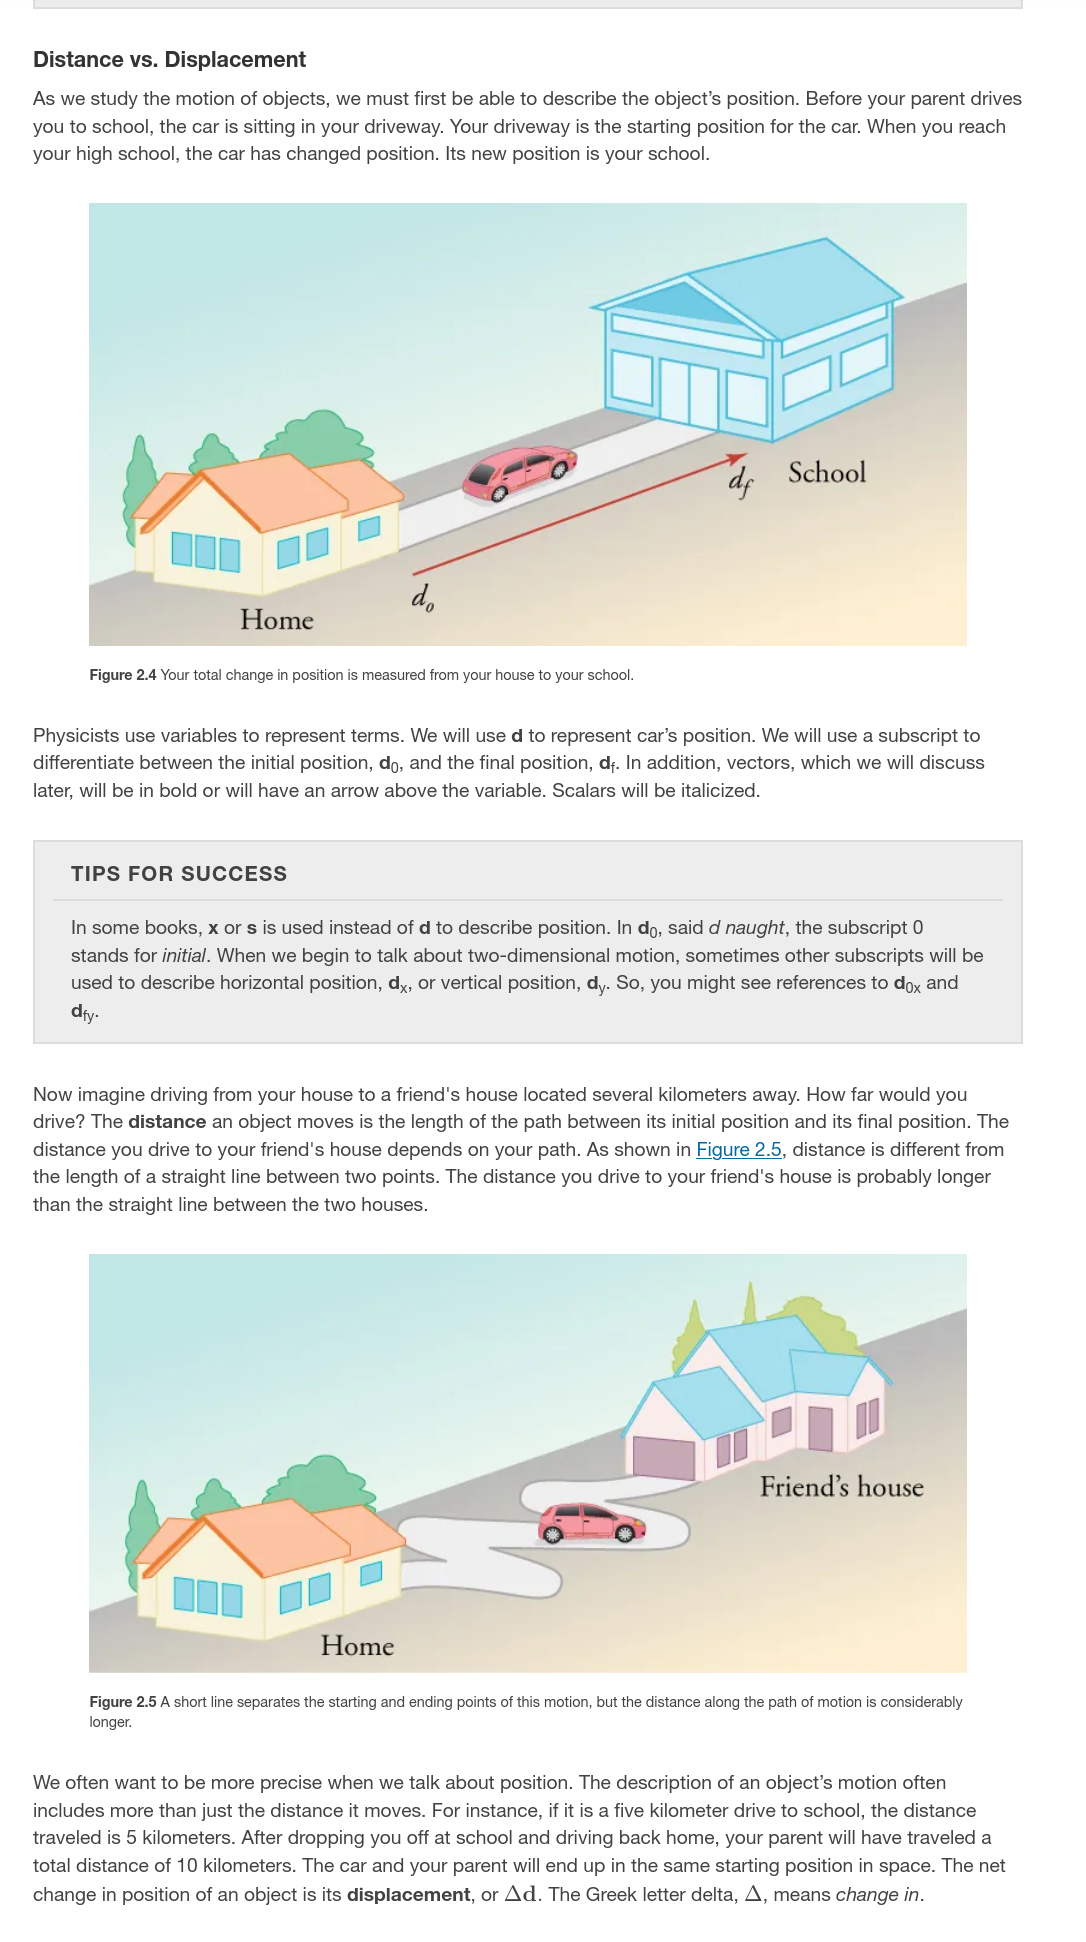 Distance vs. Displacement
As we study the motion of objects, we must first be able to describe the object’s position. Before your parent drives
you to school, the car is sitting in your driveway. Your driveway is the starting position for the car. When you reach
your high school, the car has changed position. Its new position is your school.
School
d_f
d_o
Home
Figure 2.4 Your total change in position is measured from your house to your school.
Physicists use variables to represent terms. We will use d to represent car’s position. We will use a subscript to
differentiate between the initial position, d₀, and the final position, d_f. In addition, vectors, which we will discuss
later, will be in bold or will have an arrow above the variable. Scalars will be italicized.
TIPS FOR SUCCESS
In some books, x or s is used instead of d to describe position. In d₀, said d naught, the subscript 0
stands for initial. When we begin to talk about two-dimensional motion, sometimes other subscripts will be
used to describe horizontal position, d_x, or vertical position, d_y. So, you might see references to d_0x and
d_fy.
Now imagine driving from your house to a friend's house located several kilometers away. How far would you
drive? The distance an object moves is the length of the path between its initial position and its final position. The
distance you drive to your friend's house depends on your path. As shown in Figure 2.5, distance is different from
the length of a straight line between two points. The distance you drive to your friend's house is probably longer
than the straight line between the two houses.
Friend’s house
Home
Figure 2.5 A short line separates the starting and ending points of this motion, but the distance along the path of motion is considerably
longer.
We often want to be more precise when we talk about position. The description of an object’s motion often
includes more than just the distance it moves. For instance, if it is a five kilometer drive to school, the distance
traveled is 5 kilometers. After dropping you off at school and driving back home, your parent will have traveled a
total distance of 10 kilometers. The car and your parent will end up in the same starting position in space. The net
change in position of an object is its displacement, or Δd. The Greek letter delta, Δ, means change in.